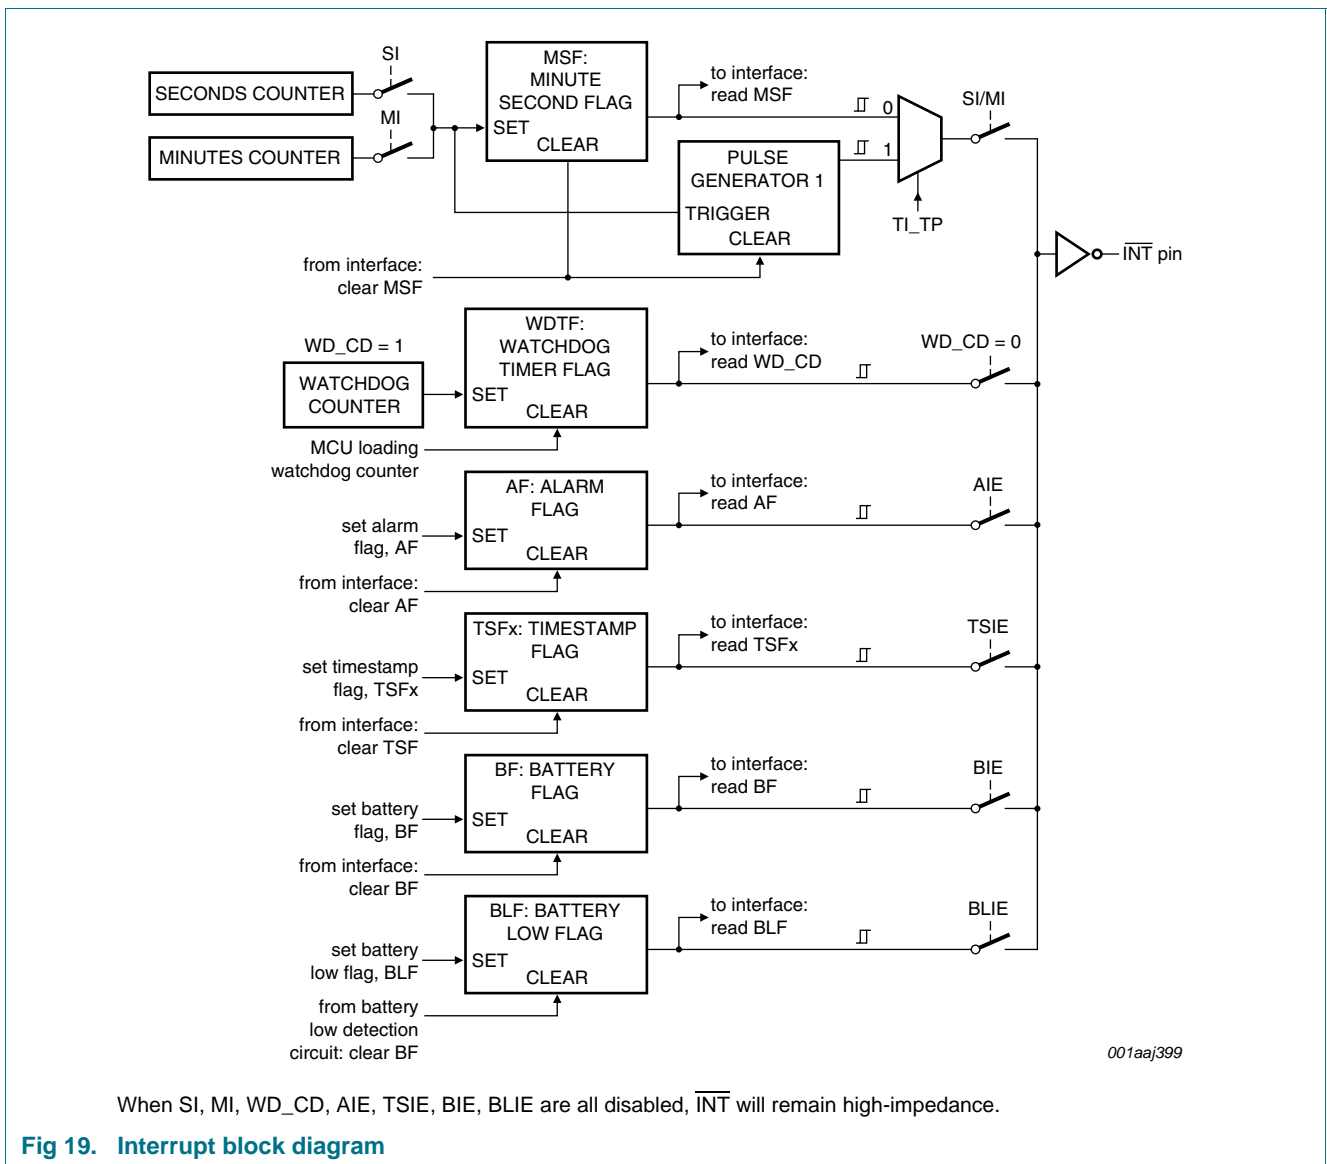 SI
SECONDS COUNTER
MI
MINUTES COUNTER
MSF:
MINUTE
SECOND FLAG
SET
CLEAR
to interface:
read MSF
0
1
SI/MI
PULSE
GENERATOR 1
TRIGGER
CLEAR
TI_TP
from interface:
clear MSF
INT pin
WD_CD = 1
WATCHDOG
COUNTER
WDTF:
WATCHDOG
TIMER FLAG
SET
CLEAR
to interface:
read WD_CD
WD_CD = 0
MCU loading
watchdog counter
AF: ALARM
FLAG
SET
CLEAR
to interface:
read AF
AIE
set alarm
flag, AF
from interface:
clear AF
TSFx: TIMESTAMP
FLAG
SET
CLEAR
to interface:
read TSFx
TSIE
set timestamp
flag, TSFx
from interface:
clear TSF
BF: BATTERY
FLAG
SET
CLEAR
to interface:
read BF
BIE
set battery
flag, BF
from interface:
clear BF
BLF: BATTERY
LOW FLAG
SET
CLEAR
to interface:
read BLF
BLIE
set battery
low flag, BLF
from battery
low detection
circuit: clear BF
001aaj399
When SI, MI, WD_CD, AIE, TSIE, BIE, BLIE are all disabled, INT will remain high-impedance.
Fig 19. Interrupt block diagram